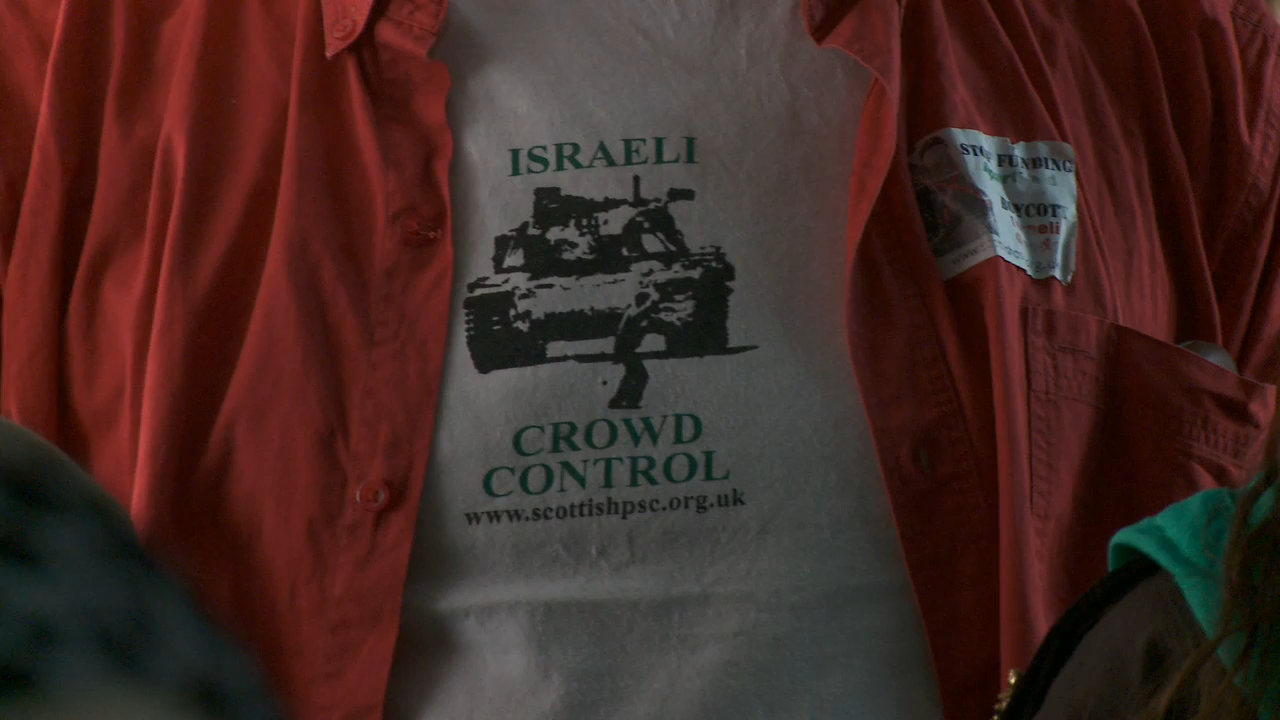 ISRAELI
CROWD
CONTROL
www.scottishpsc.org.uk
STOP FUNDING
BOYCOTT